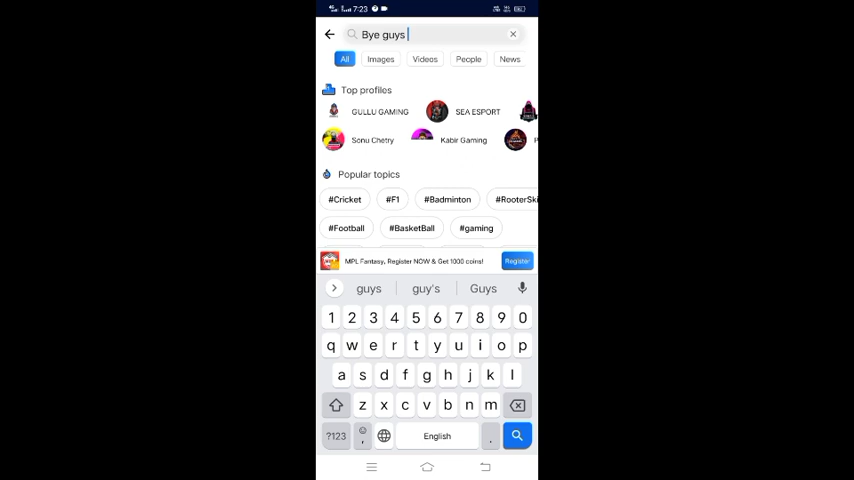 7:23
Bye guys
All Images Videos People News
Top profiles
GULLU GAMING SEA ESPORT
Sonu Chetry Kabir Gaming
Popular topics
#Cricket #F1 #Badminton #RooterSki
#Football #BasketBall #gaming
MPL Fantasy, Register NOW & Get 1000 coins! Register
guys guy's Guys
1 2 3 4 5 6 7 8 9 0
q w e r t y u i o p
a s d f g h j k l
z x c v b n m
?123 , English .